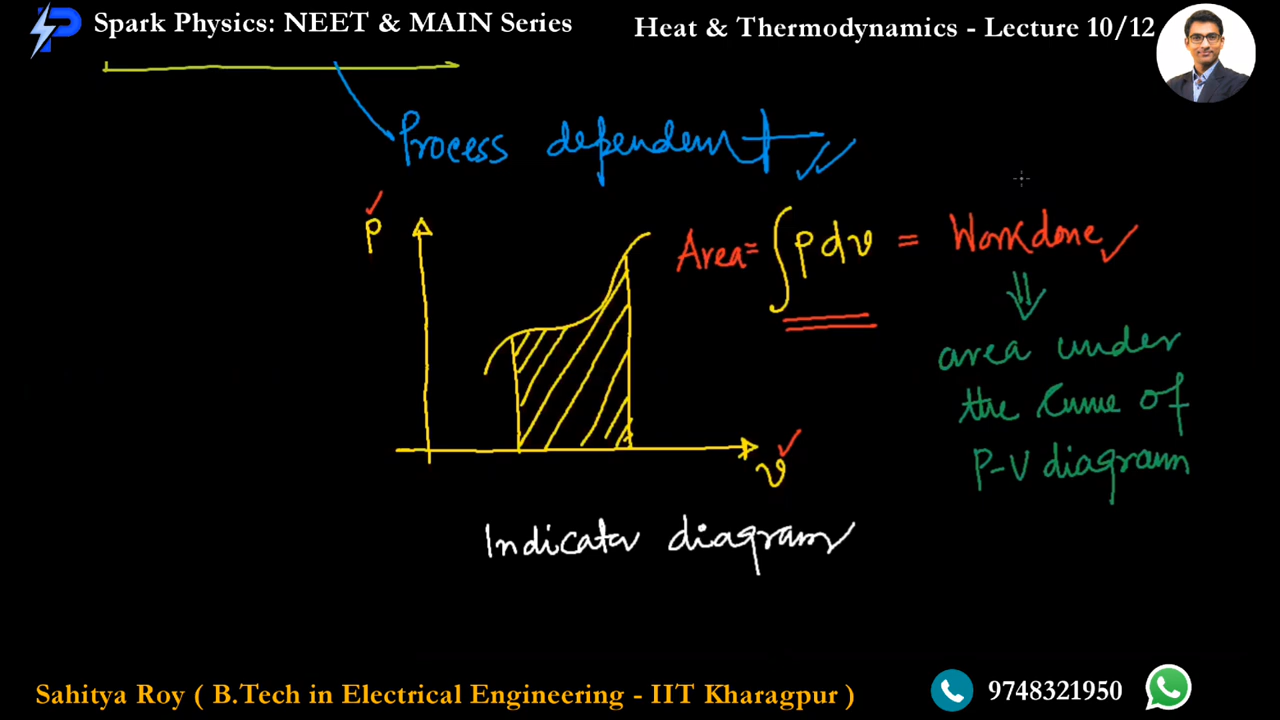 Spark Physics: NEET & MAIN Series
Heat & Thermodynamics - Lecture 10/12
Process dependent
P
Area = ∫ p dv = Workdone
area under
the curve of
P-V diagram
v
Indicator diagram
Sahitya Roy ( B.Tech in Electrical Engineering - IIT Kharagpur )
9748321950